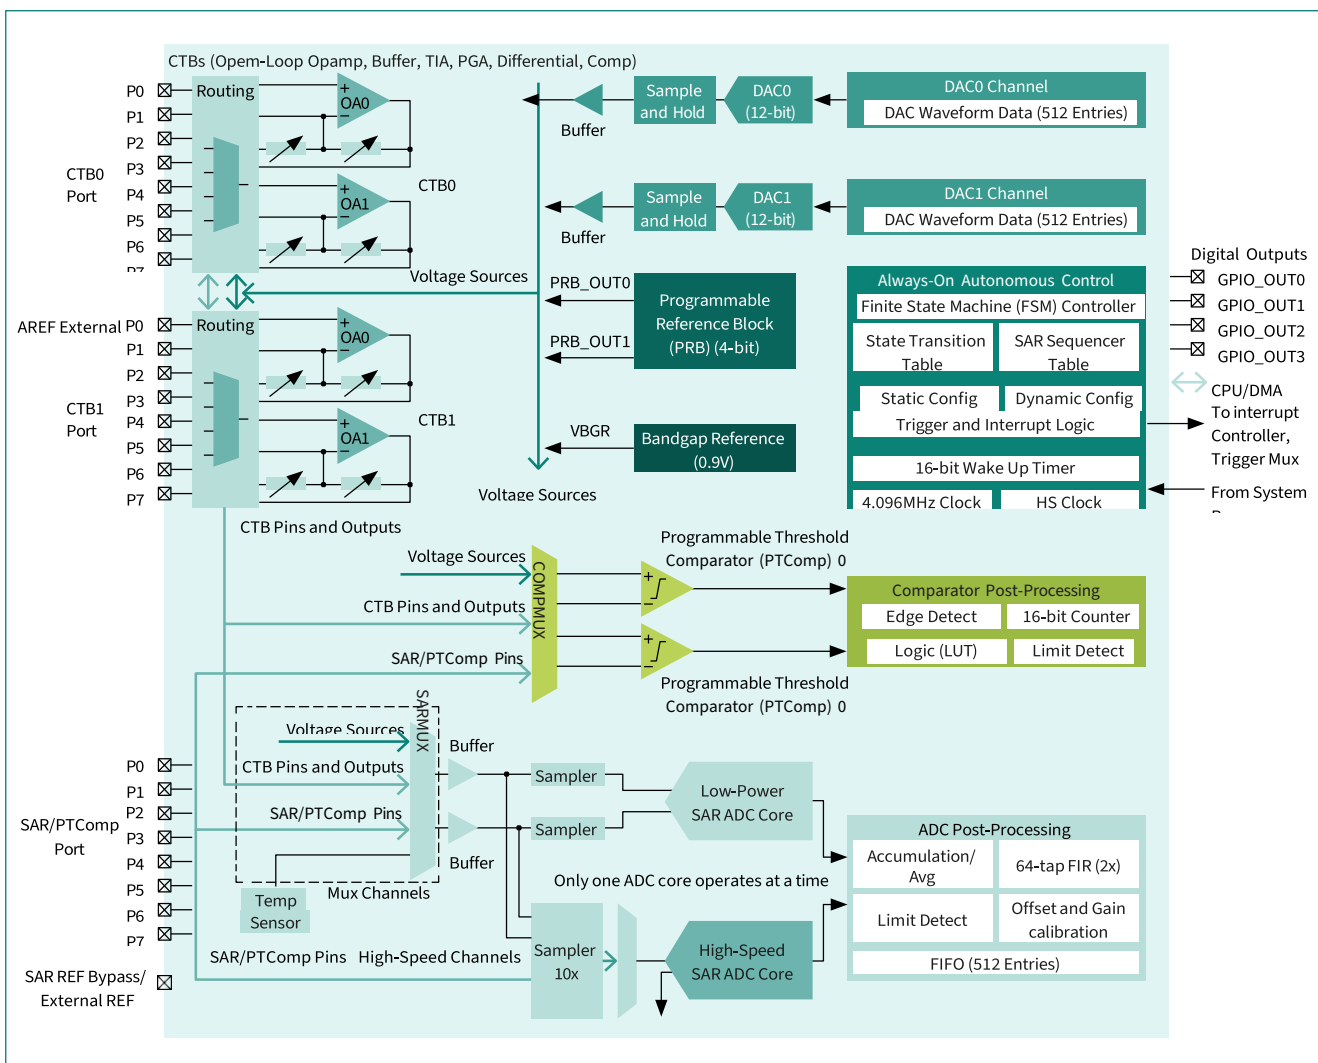 CTBs (Opem-Loop Opamp, Buffer, TIA, PGA, Differential, Comp)
P0
P1
P2
P3
P4
P5
P6
P7
CTB0
Port
Routing
+
OA0
−
+
OA1
−
CTB0
Voltage Sources
AREF External P0
P1
P2
P3
P4
P5
P6
P7
CTB1
Port
Routing
+
OA0
−
+
OA1
−
CTB1
CTB Pins and Outputs
Buffer
Sample
and Hold
DAC0
(12-bit)
DAC0 Channel
DAC Waveform Data (512 Entries)
Buffer
Sample
and Hold
DAC1
(12-bit)
DAC1 Channel
DAC Waveform Data (512 Entries)
PRB_OUT0
PRB_OUT1
Programmable
Reference Block
(PRB) (4-bit)
VBGR
Bandgap Reference
(0.9V)
Voltage Sources
Always-On Autonomous Control
Finite State Machine (FSM) Controller
State Transition
Table
SAR Sequencer
Table
Static Config
Dynamic Config
Trigger and Interrupt Logic
16-bit Wake Up Timer
4.096MHz Clock
HS Clock
Digital Outputs
GPIO_OUT0
GPIO_OUT1
GPIO_OUT2
GPIO_OUT3
CPU/DMA
To interrupt
Controller,
Trigger Mux
From System
Voltage Sources
CTB Pins and Outputs
SAR/PTComp Pins
COMPMUX
Programmable Threshold
Comparator (PTComp) 0
+
−
+
−
Programmable Threshold
Comparator (PTComp) 0
Comparator Post-Processing
Edge Detect
16-bit Counter
Logic (LUT)
Limit Detect
P0
P1
P2
P3
P4
P5
P6
P7
SAR/PTComp
Port
SAR REF Bypass/
External REF
Voltage Sources
CTB Pins and Outputs
SAR/PTComp Pins
SARMUX
Mux Channels
Temp
Sensor
Buffer
Buffer
Sampler
Sampler
Low-Power
SAR ADC Core
Only one ADC core operates at a time
SAR/PTComp Pins
High-Speed Channels
Sampler
10x
High-Speed
SAR ADC Core
ADC Post-Processing
Accumulation/
Avg
64-tap FIR (2x)
Limit Detect
Offset and Gain
calibration
FIFO (512 Entries)